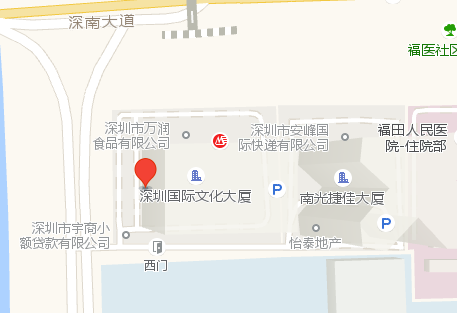 深南大道
福医社区
深圳市万润
食品有限公司
深圳市安峰国
际快递有限公司
福田人民医
院-住院部
P
深圳国际文化大厦
南光捷佳大厦
P
深圳市宇商小
额贷款有限公司
怡泰地产
西门